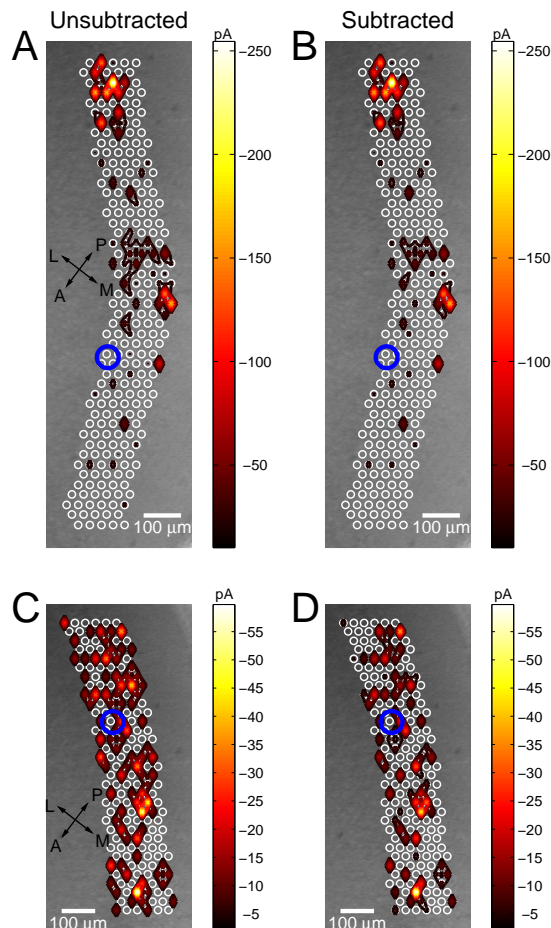 Unsubtracted
Subtracted
A
pA
−250
−200
−150
−100
−50
L
P
A
M
100 µm
B
pA
−250
−200
−150
−100
−50
100 µm
C
pA
−55
−50
−45
−40
−35
−30
−25
−20
−15
−10
−5
L
P
A
M
100 µm
D
pA
−55
−50
−45
−40
−35
−30
−25
−20
−15
−10
−5
100 µm